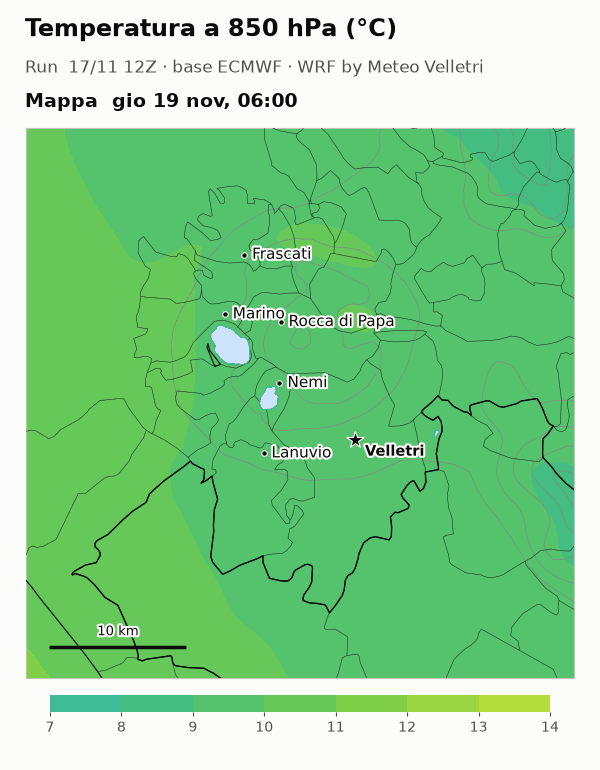 Temperatura a 850 hPa (°C)
Run  17/11 12Z · base ECMWF · WRF by Meteo Velletri
Mappa  gio 19 nov, 06:00
Frascati
Marino
Rocca di Papa
Nemi
Velletri
Lanuvio
10 km
7 8 9 10 11 12 13 14